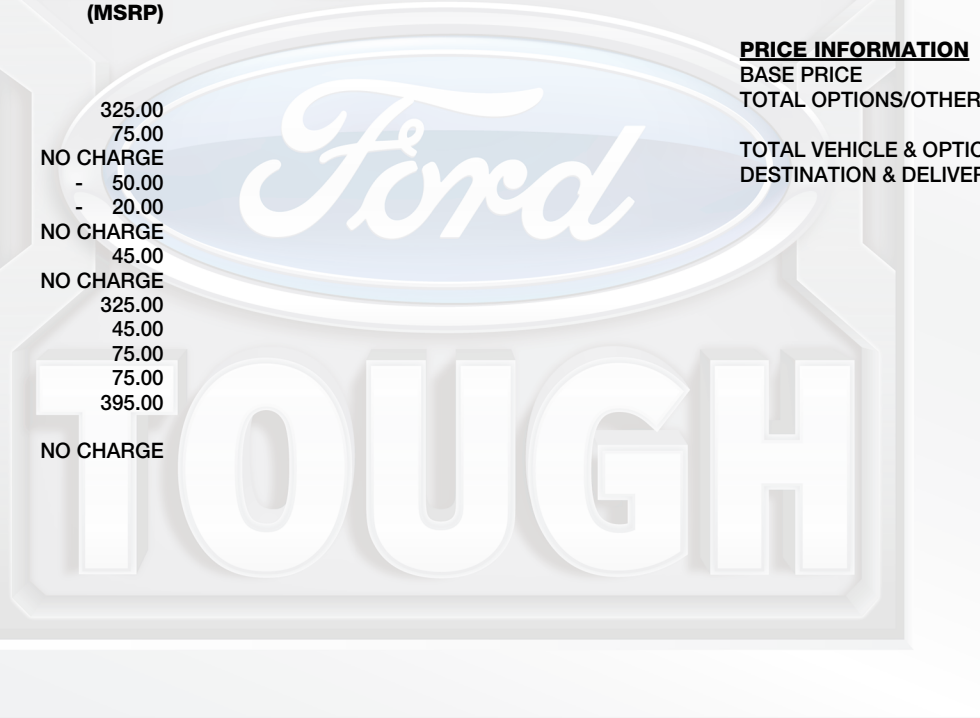 (MSRP)
325.00
75.00
NO CHARGE
- 50.00
- 20.00
NO CHARGE
45.00
NO CHARGE
325.00
45.00
75.00
75.00
395.00
NO CHARGE
PRICE INFORMATION
BASE PRICE
TOTAL OPTIONS/OTHER
TOTAL VEHICLE & OPTIO
DESTINATION & DELIVER
Ford
TOUGH